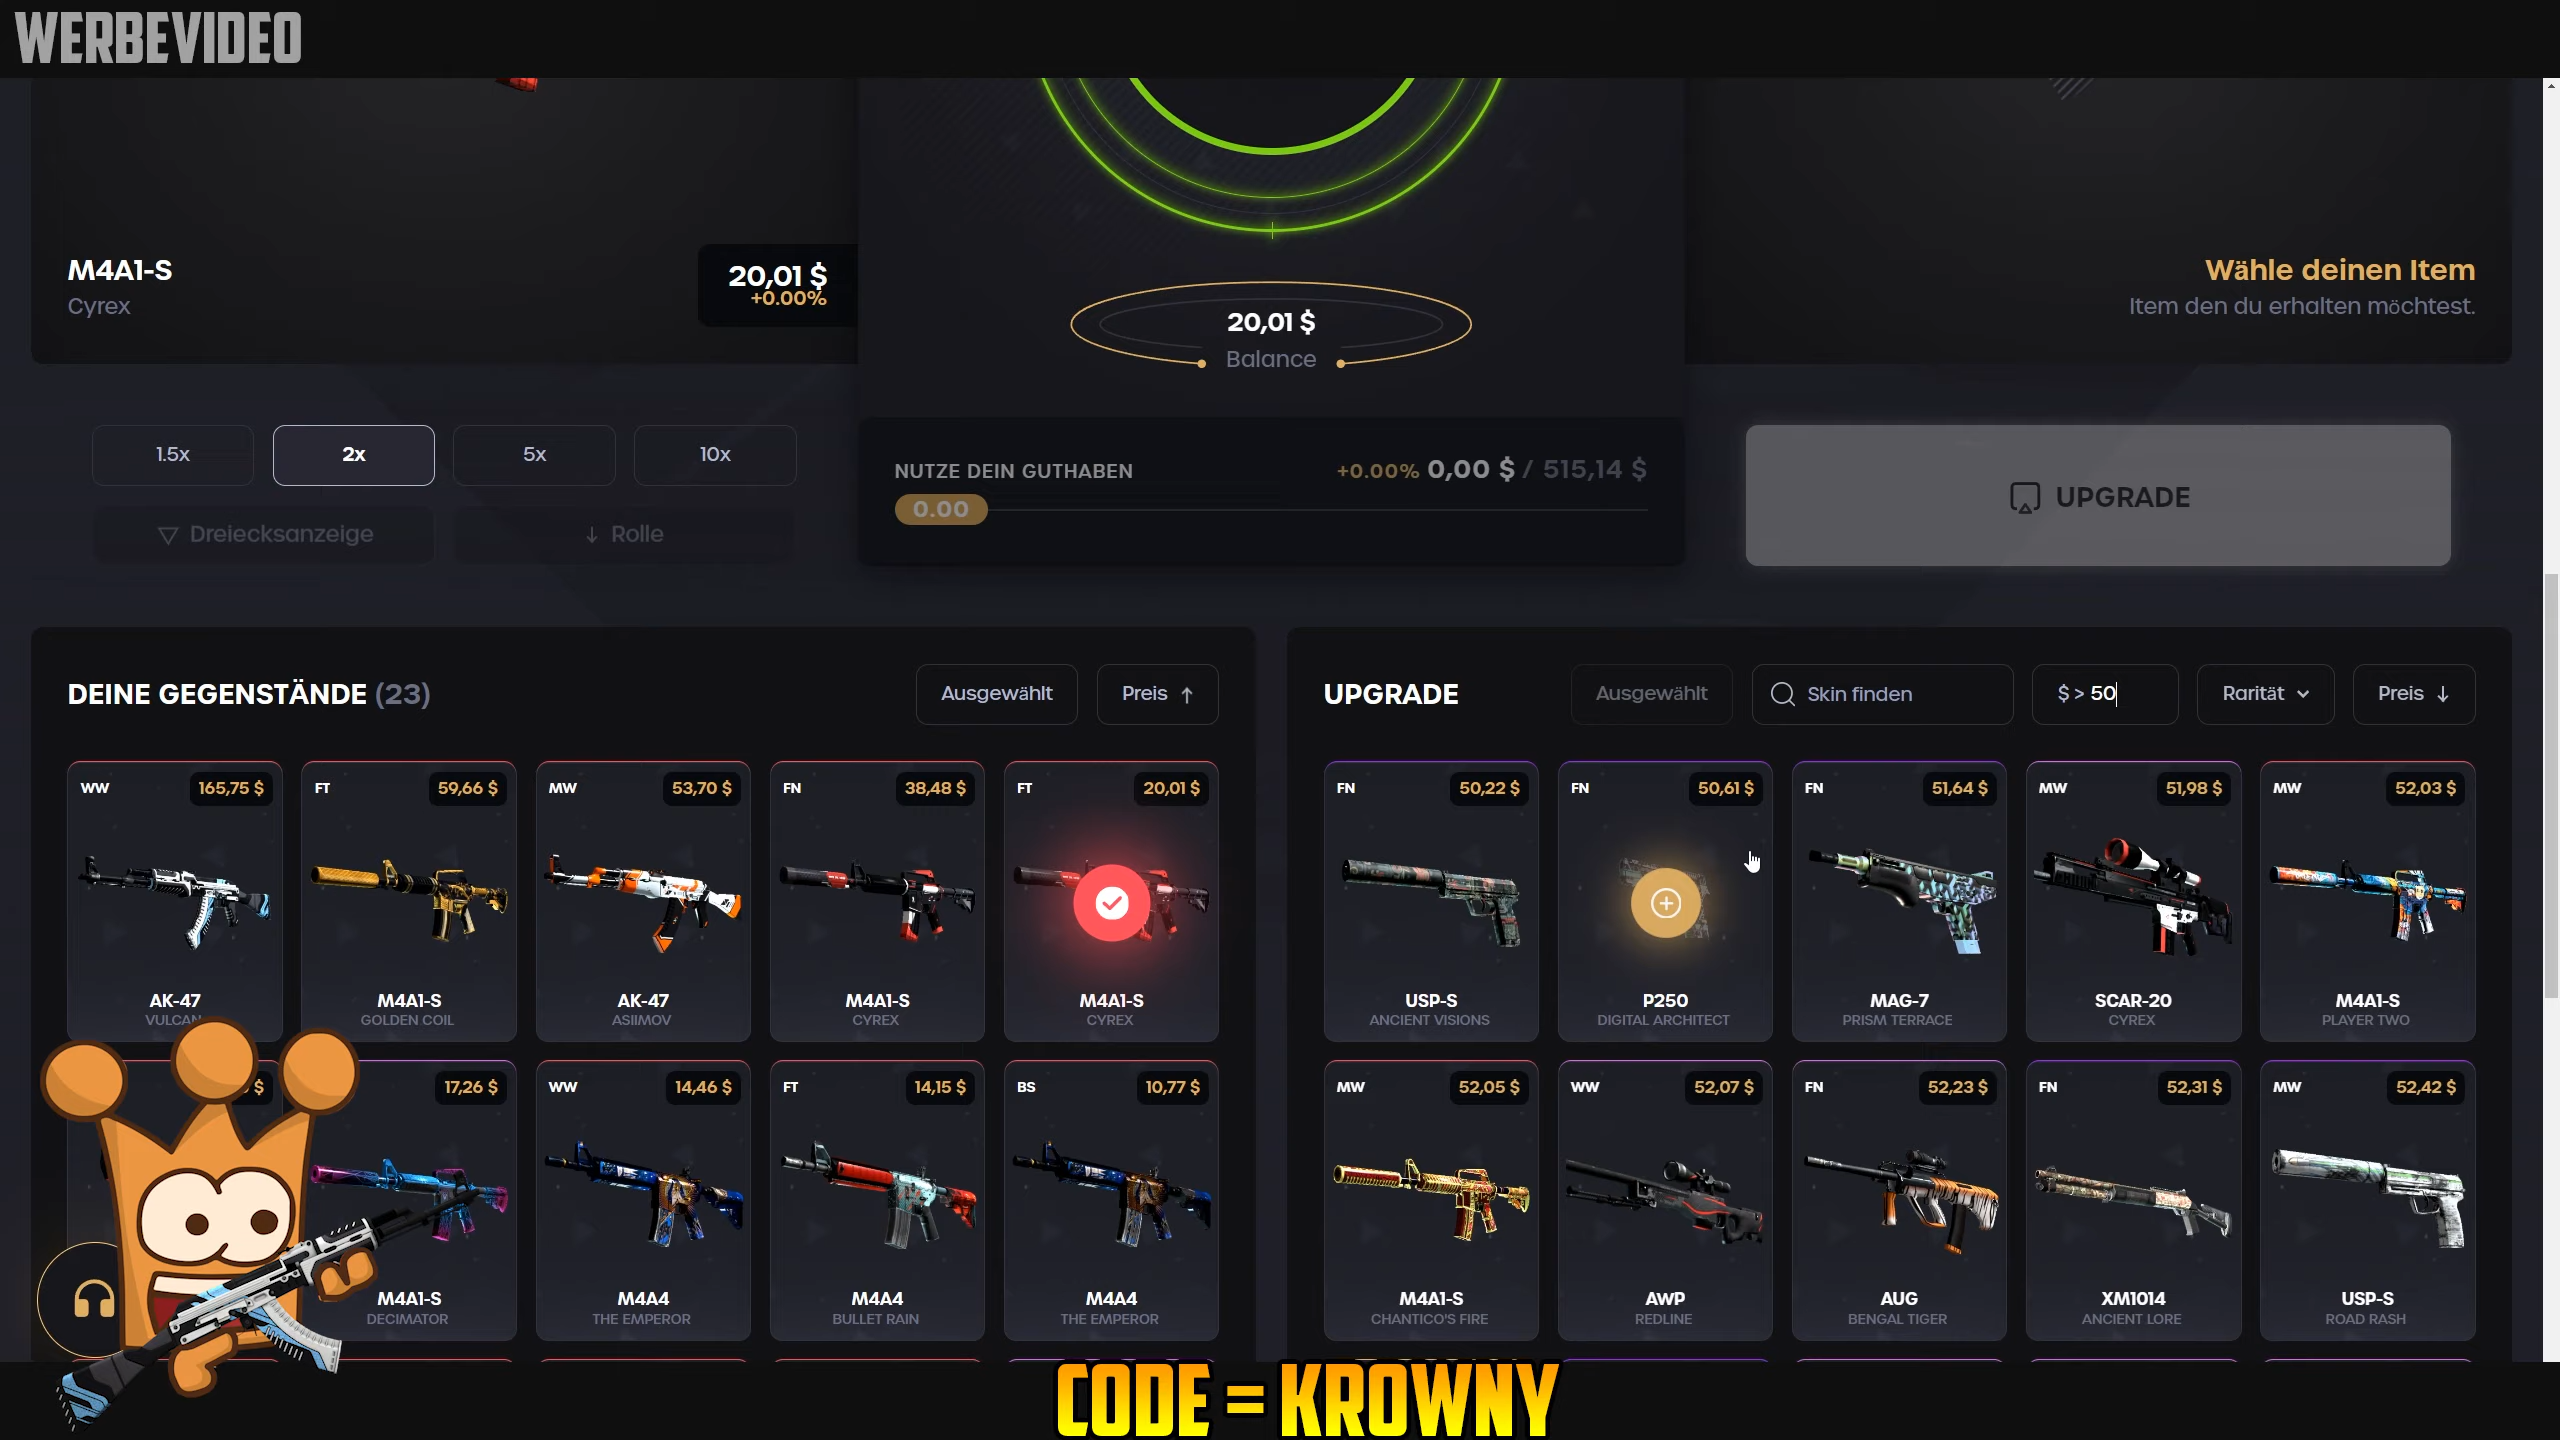 WERBEVIDEO
M4A1-S
Cyrex
20,01 $
+0.00%
20,01 $
Balance
Wähle deinen Item
Item den du erhalten möchtest.
1.5x
2x
5x
10x
Dreiecksanzeige
Rolle
NUTZE DEIN GUTHABEN
+0.00% 0,00 $ / 515,14 $
0.00
UPGRADE
DEINE GEGENSTÄNDE (23)
Ausgewählt
Preis
WW 165,75 $
AK-47
VULCAN
FT 59,66 $
M4A1-S
GOLDEN COIL
MW 53,70 $
AK-47
ASIIMOV
FN 38,48 $
M4A1-S
CYREX
FT 20,01 $
M4A1-S
CYREX
$
17,26 $
M4A1-S
DECIMATOR
WW 14,46 $
M4A4
THE EMPEROR
FT 14,15 $
M4A4
BULLET RAIN
BS 10,77 $
M4A4
THE EMPEROR
UPGRADE
Ausgewählt
Skin finden
$ > 50
Rarität
Preis
FN 50,22 $
USP-S
ANCIENT VISIONS
FN 50,61 $
P250
DIGITAL ARCHITECT
FN 51,64 $
MAG-7
PRISM TERRACE
MW 51,98 $
SCAR-20
CYREX
MW 52,03 $
M4A1-S
PLAYER TWO
MW 52,05 $
M4A1-S
CHANTICO'S FIRE
WW 52,07 $
AWP
REDLINE
FN 52,23 $
AUG
BENGAL TIGER
FN 52,31 $
XM1014
ANCIENT LORE
MW 52,42 $
USP-S
ROAD RASH
CODE = KROWNY